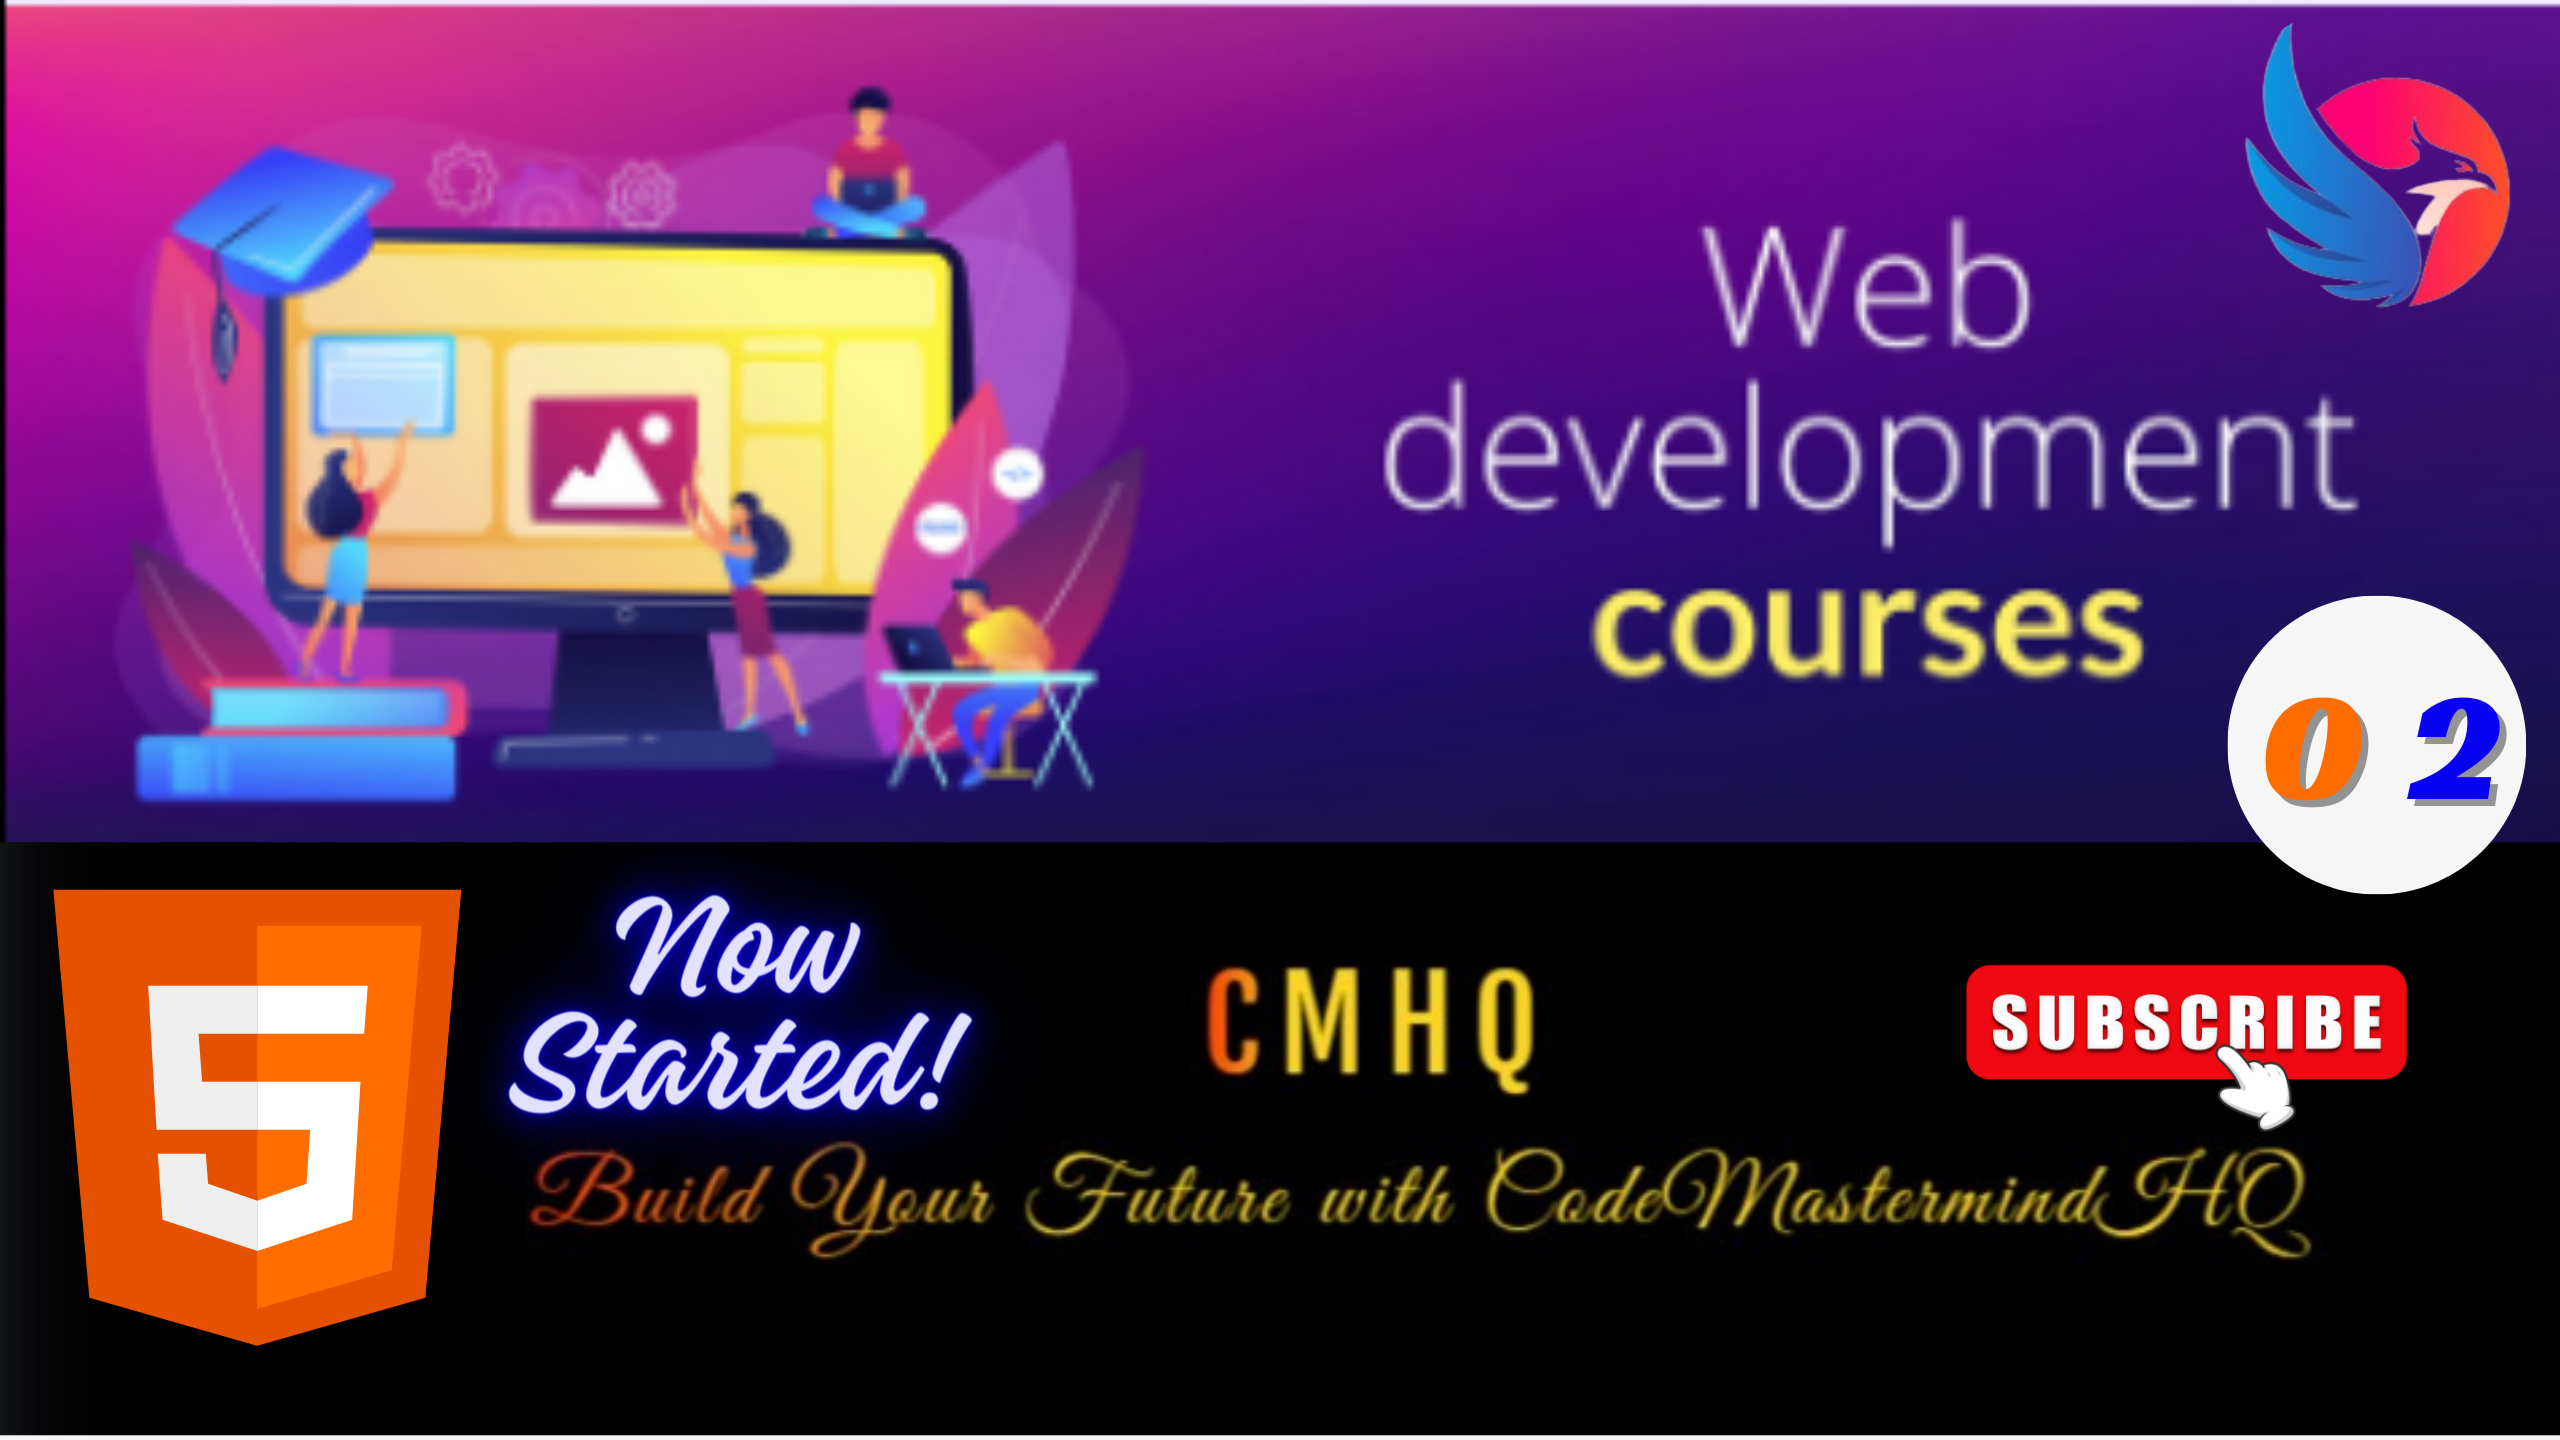 Web
development
courses
0 2
Now
Started!
CMHQ
SUBSCRIBE
Build Your Future with CodeMastermindHQ